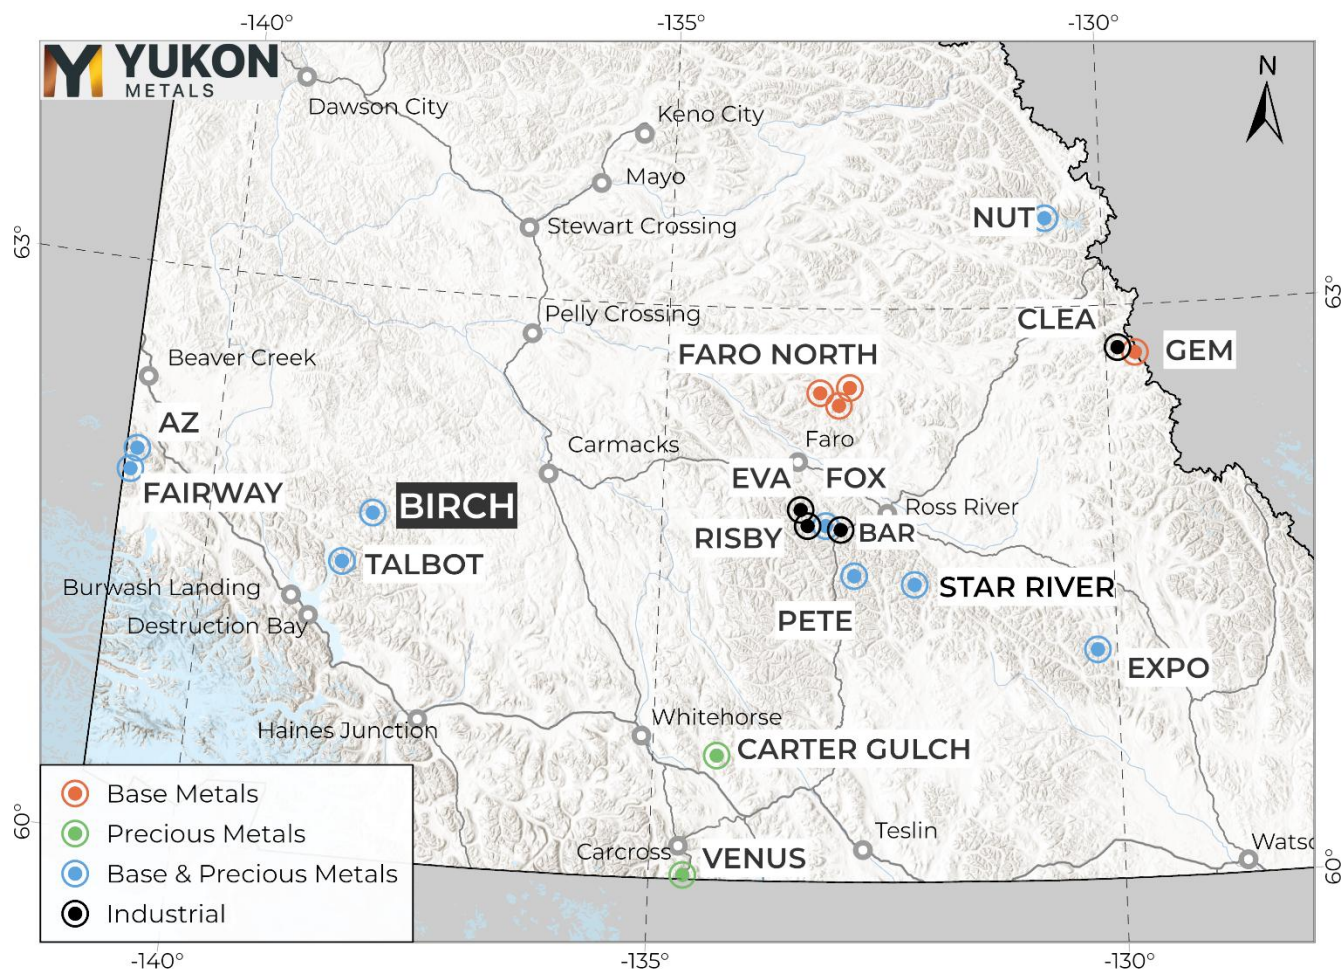 -140°
-135°
-130°
YUKON
METALS
N
Dawson City
Keno City
Mayo
NUT
Stewart Crossing
63°
63°
Pelly Crossing
CLEA
GEM
FARO NORTH
Beaver Creek
AZ
Carmacks
Faro
FAIRWAY
EVA
FOX
BIRCH
Ross River
RISBY
BAR
TALBOT
Burwash Landing
STAR RIVER
Destruction Bay
PETE
EXPO
Whitehorse
Haines Junction
CARTER GULCH
Base Metals
60°
Precious Metals
Teslin
Carcross
VENUS
Watso
60°
Base & Precious Metals
Industrial
-140°
-135°
-130°